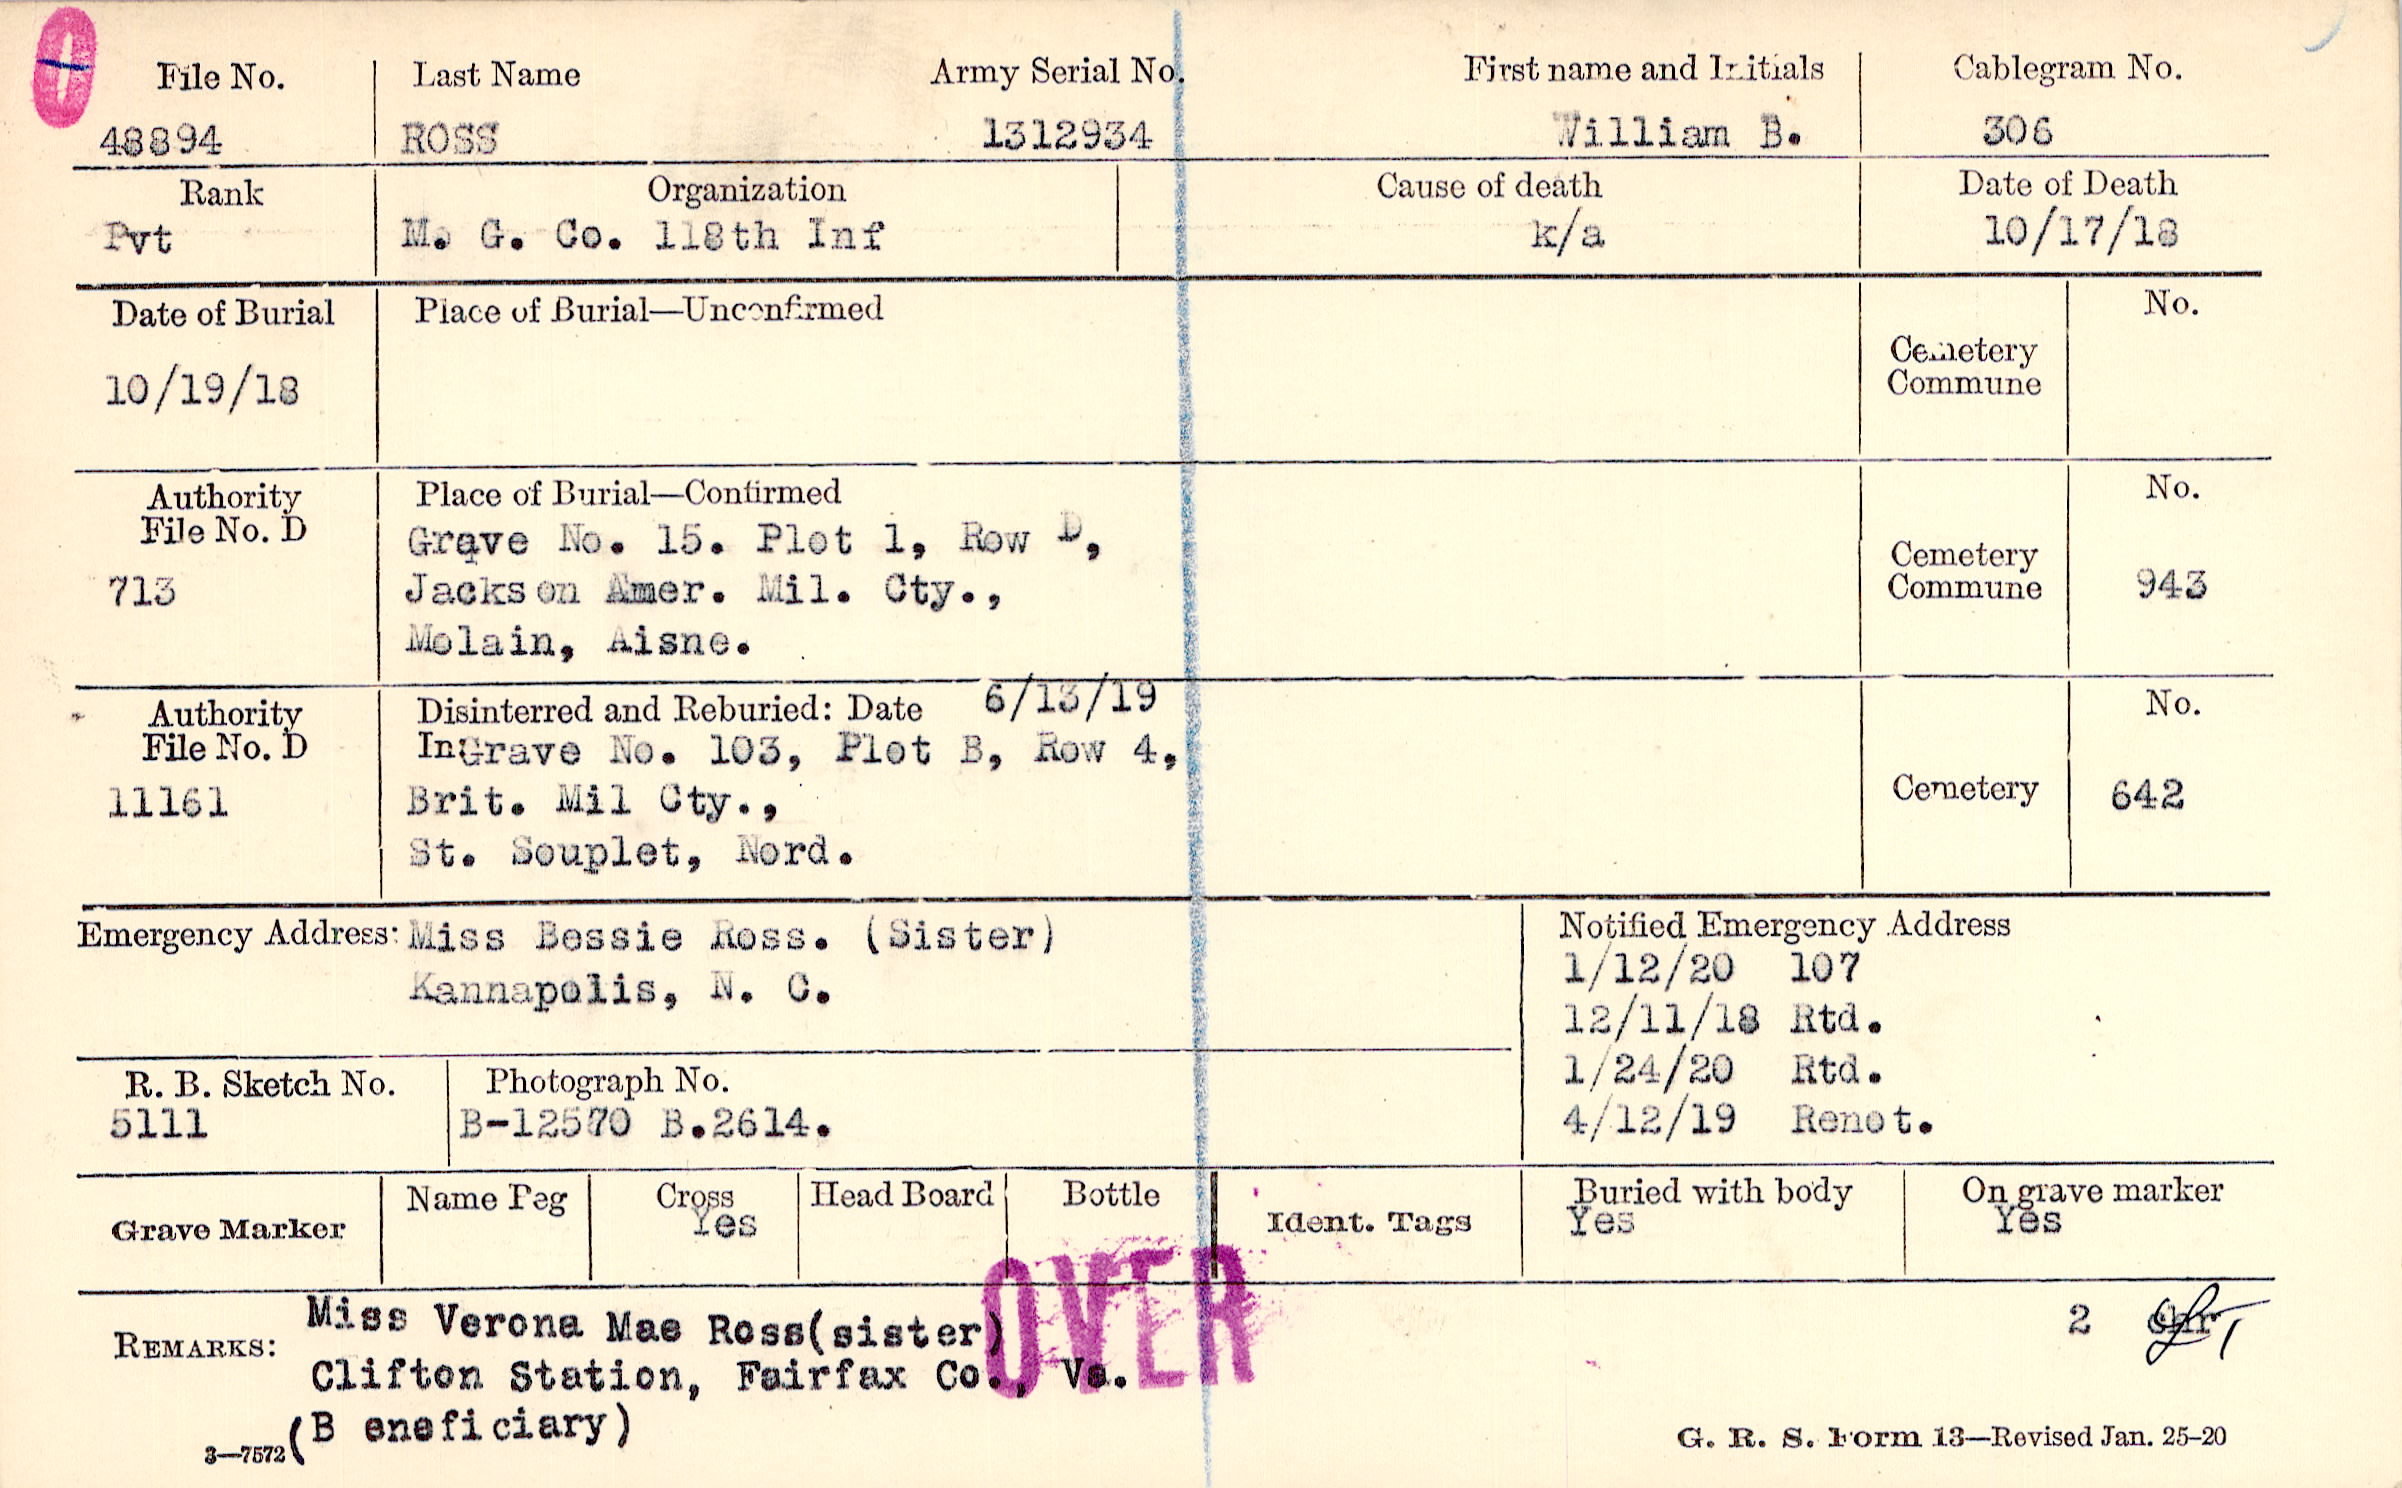 File No.	Last Name	Army Serial No.	First name and Initials	Cablegram No.
48894	ROSS	1312934	William B.	306
Rank	Organization	Cause of death	Date of Death
Pvt	M. G. Co. 118th Inf	k/a	10/17/18
Date of Burial	Place of Burial—Unconfirmed	No.
Cemetery
Commune
10/19/18
Authority	Place of Burial—Confirmed	No.
File No. D	Grave No. 15. Plot 1, Row D,
Cemetery
713	Jackson Amer. Mil. Cty.,	Commune	943
Molain, Aisne.
Authority	Disinterred and Reburied: Date 6/13/19	No.
File No. D	In Grave No. 103, Plot B, Row 4,
11161	Brit. Mil Cty.,	Cemetery	642
St. Souplet, Nord.
Emergency Address: Miss Bessie Ross. (Sister)	Notified Emergency Address
Kannapolis, N. C.	1/12/20 107
12/11/18 Rtd.
R. B. Sketch No.	Photograph No.	1/24/20 Rtd.
5111	B-12570 B.2614.	4/12/19 Renot.
Grave Marker	Name Peg	Cross	Head Board	Bottle	Ident. Tags	Buried with body	On grave marker
Yes	Yes	Yes
OVER
REMARKS: Miss Verona Mae Ross(sister)	2
Clifton Station, Fairfax Co., Va.
(B eneficiary)
3—7572	G. R. S. Form 13—Revised Jan. 25-20